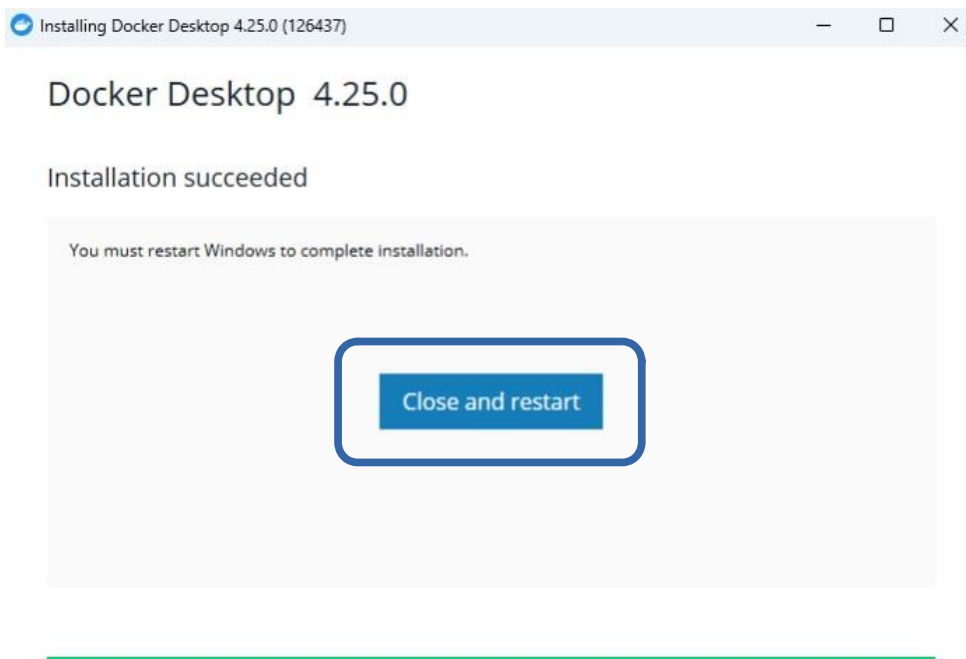 Installing Docker Desktop 4.25.0 (126437)
Docker Desktop 4.25.0
Installation succeeded
You must restart Windows to complete installation.
Close and restart